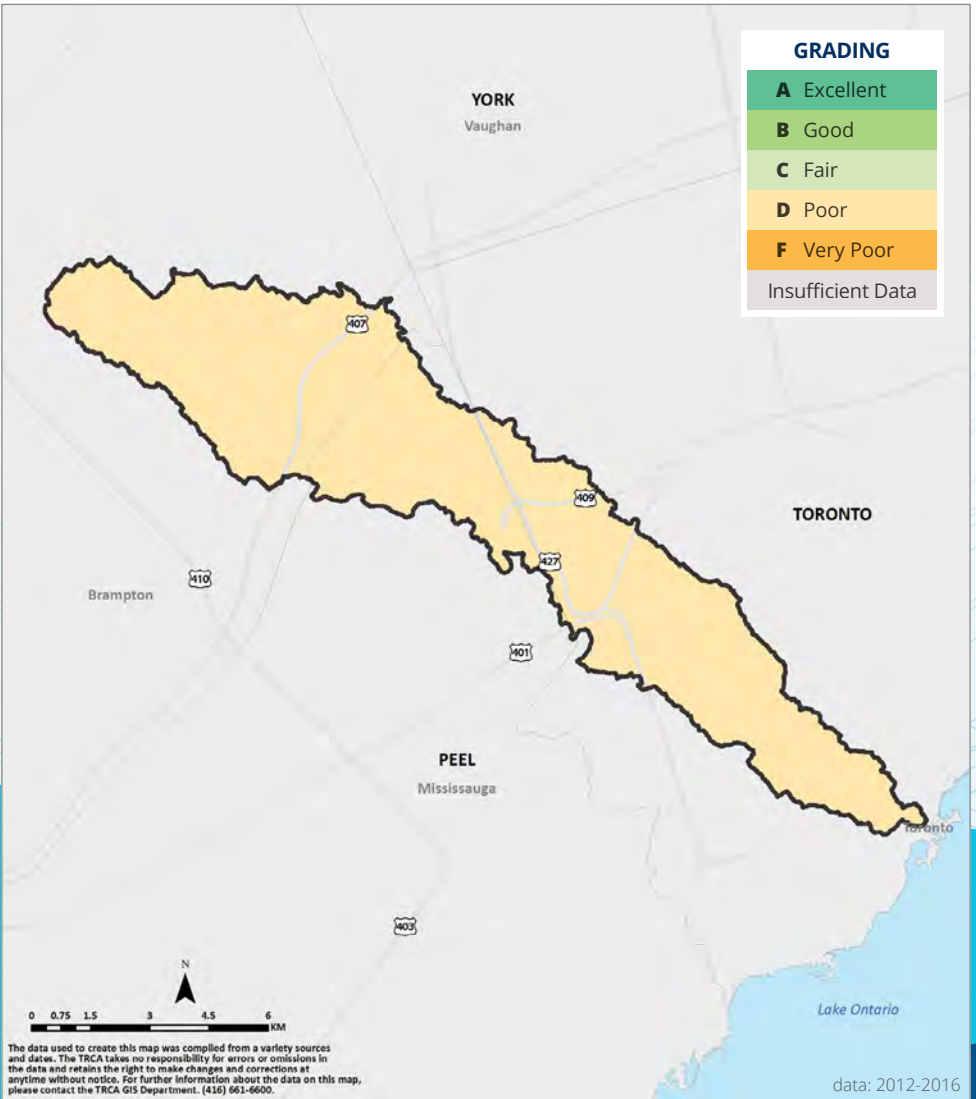 GRADING
A Excellent
B Good
C Fair
D Poor
F Very Poor
Insufficient Data
YORK
Vaughan
407
409
TORONTO
427
410
Brampton
401
PEEL
Mississauga
Toronto
403
N
0 0.75 1.5 3 4.5 6
KM
Lake Ontario
The data used to create this map was compiled from a variety sources
and dates. The TRCA takes no responsibility for errors or omissions in
the data and retains the right to make changes and corrections at
anytime without notice. For further information about the data on this map,
please contact the TRCA GIS Department. (416) 661-6600.
data: 2012-2016